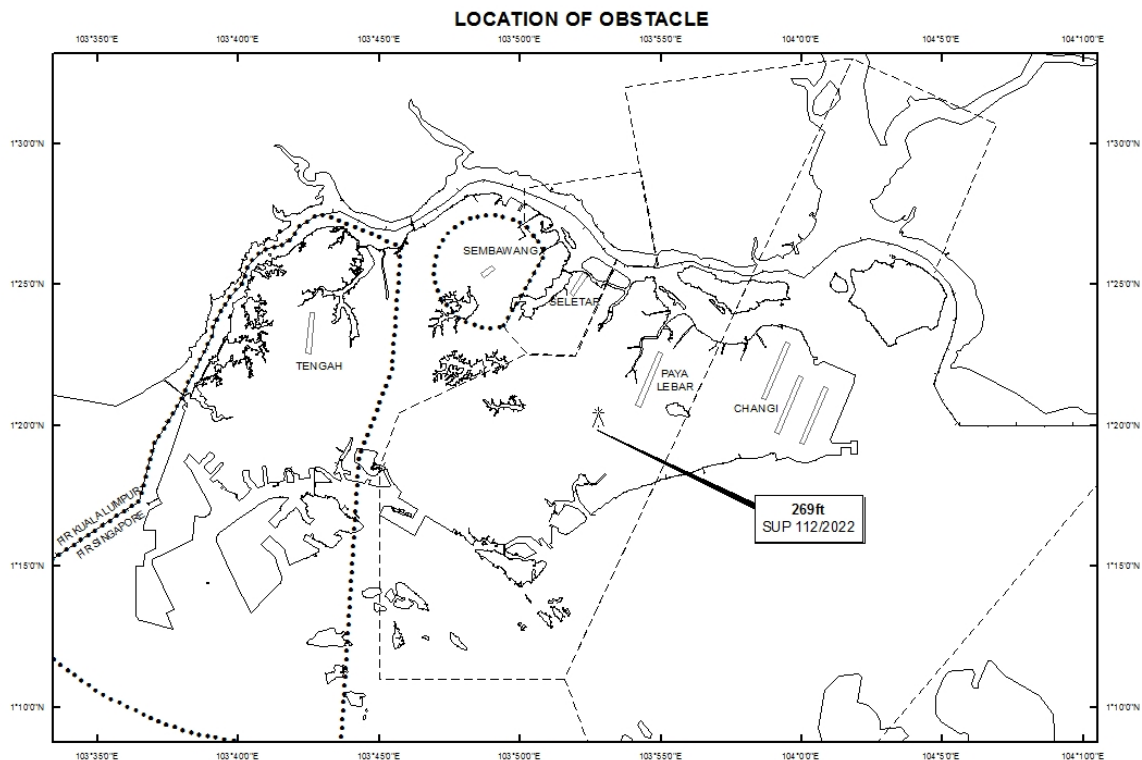 LOCATION OF OBSTACLE
103°35'0"E 103°40'0"E 103°45'0"E 103°50'0"E 103°55'0"E 104°0'0"E 104°5'0"E 104°10'0"E
1°30'0"N 1°30'0"N
SEMBAWANG
1°25'0"N 1°25'0"N
SELETAR
TENGAH
PAYA
LEBAR
CHANGI
1°20'0"N 1°20'0"N
FIR KUALA LUMPUR
FIR SINGAPORE
269ft
SUP 112/2022
1°15'0"N 1°15'0"N
1°10'0"N 1°10'0"N
103°35'0"E 103°40'0"E 103°45'0"E 103°50'0"E 103°55'0"E 104°0'0"E 104°5'0"E 104°10'0"E